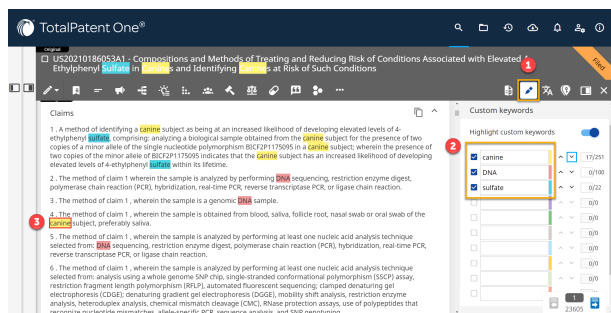 TotalPatent One®
Original
US20210186053A1 - Compositions and Methods of Treating and Reducing Risk of Conditions Associated with Elevated 4-
Ethylphenyl Sulfate in Canines and Identifying Canines at Risk of Such Conditions
Filed
1
Claims
1 . A method of identifying a canine subject as being at an increased likelihood of developing elevated levels of 4-
ethylphenyl sulfate, comprising: analyzing a biological sample obtained from the canine subject for the presence of two
copies of a minor allele of the single nucleotide polymorphism BICF2P1175095 in a canine subject; wherein the presence of
two copies of the minor allele of BICF2P1175095 indicates that the canine subject has an increased likelihood of developing
elevated levels of 4-ethylphenyl sulfate within its lifetime.
2 . The method of claim 1 wherein the sample is analyzed by performing DNA sequencing, restriction enzyme digest,
polymerase chain reaction (PCR), hybridization, real-time PCR, reverse transcriptase PCR, or ligase chain reaction.
3 . The method of claim 1 , wherein the sample is a genomic DNA sample.
4 . The method of claim 1 , wherein the sample is obtained from blood, saliva, follicle root, nasal swab or oral swab of the
3
canine subject, preferably saliva.
5 . The method of claim 1 , wherein the sample is analyzed by performing at least one nucleic acid analysis technique
selected from: DNA sequencing, restriction enzyme digest, polymerase chain reaction (PCR), hybridization, real-time PCR,
reverse transcriptase PCR, or ligase chain reaction.
6 . The method of claim 1 , wherein the sample is analyzed by performing at least one nucleic acid analysis technique
selected from: analysis using a whole genome SNP chip, single-stranded conformational polymorphism (SSCP) assay,
restriction fragment length polymorphism (RFLP), automated fluorescent sequencing; clamped denaturing gel
electrophoresis (CDGE); denaturing gradient gel electrophoresis (DGGE), mobility shift analysis, restriction enzyme
analysis, heteroduplex analysis, chemical mismatch cleavage (CMC), RNase protection assays, use of polypeptides that
recognize nucleotide mismatches, allele-specific PCR, sequence analysis, and SNP genotyping.
Custom keywords
Highlight custom keywords
2
canine 17/251
DNA 0/100
sulfate 0/22
0/0
0/0
0/0
0/0
0/0
1
23605